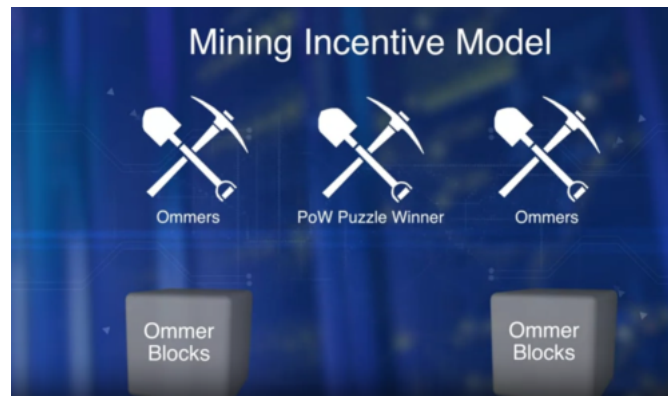 Mining Incentive Model
Ommers
PoW Puzzle Winner
Ommers
Ommer
Blocks
Ommer
Blocks